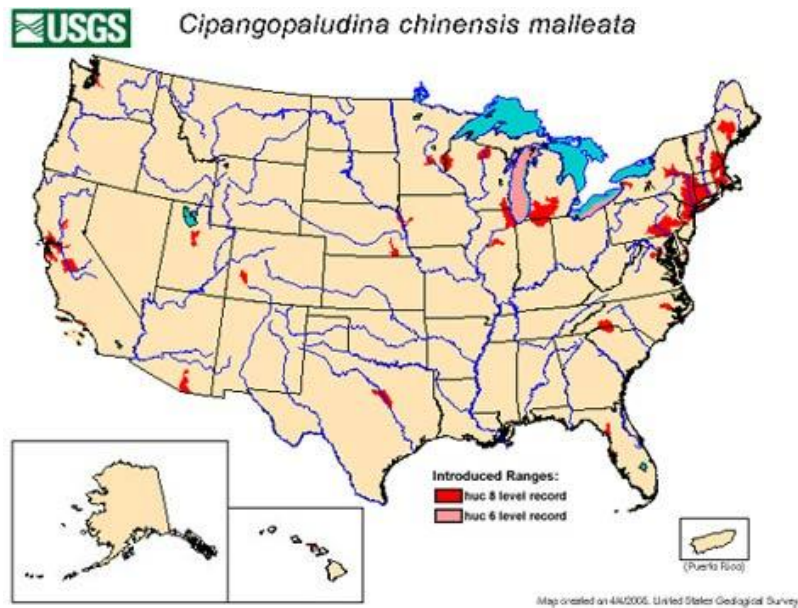 USGS
Cipangopaludina chinensis malleata
Introduced Ranges:
huc 8 level record
huc 6 level record
(Puerto Rico)
Map created on 4/4/2005. United States Geological Survey